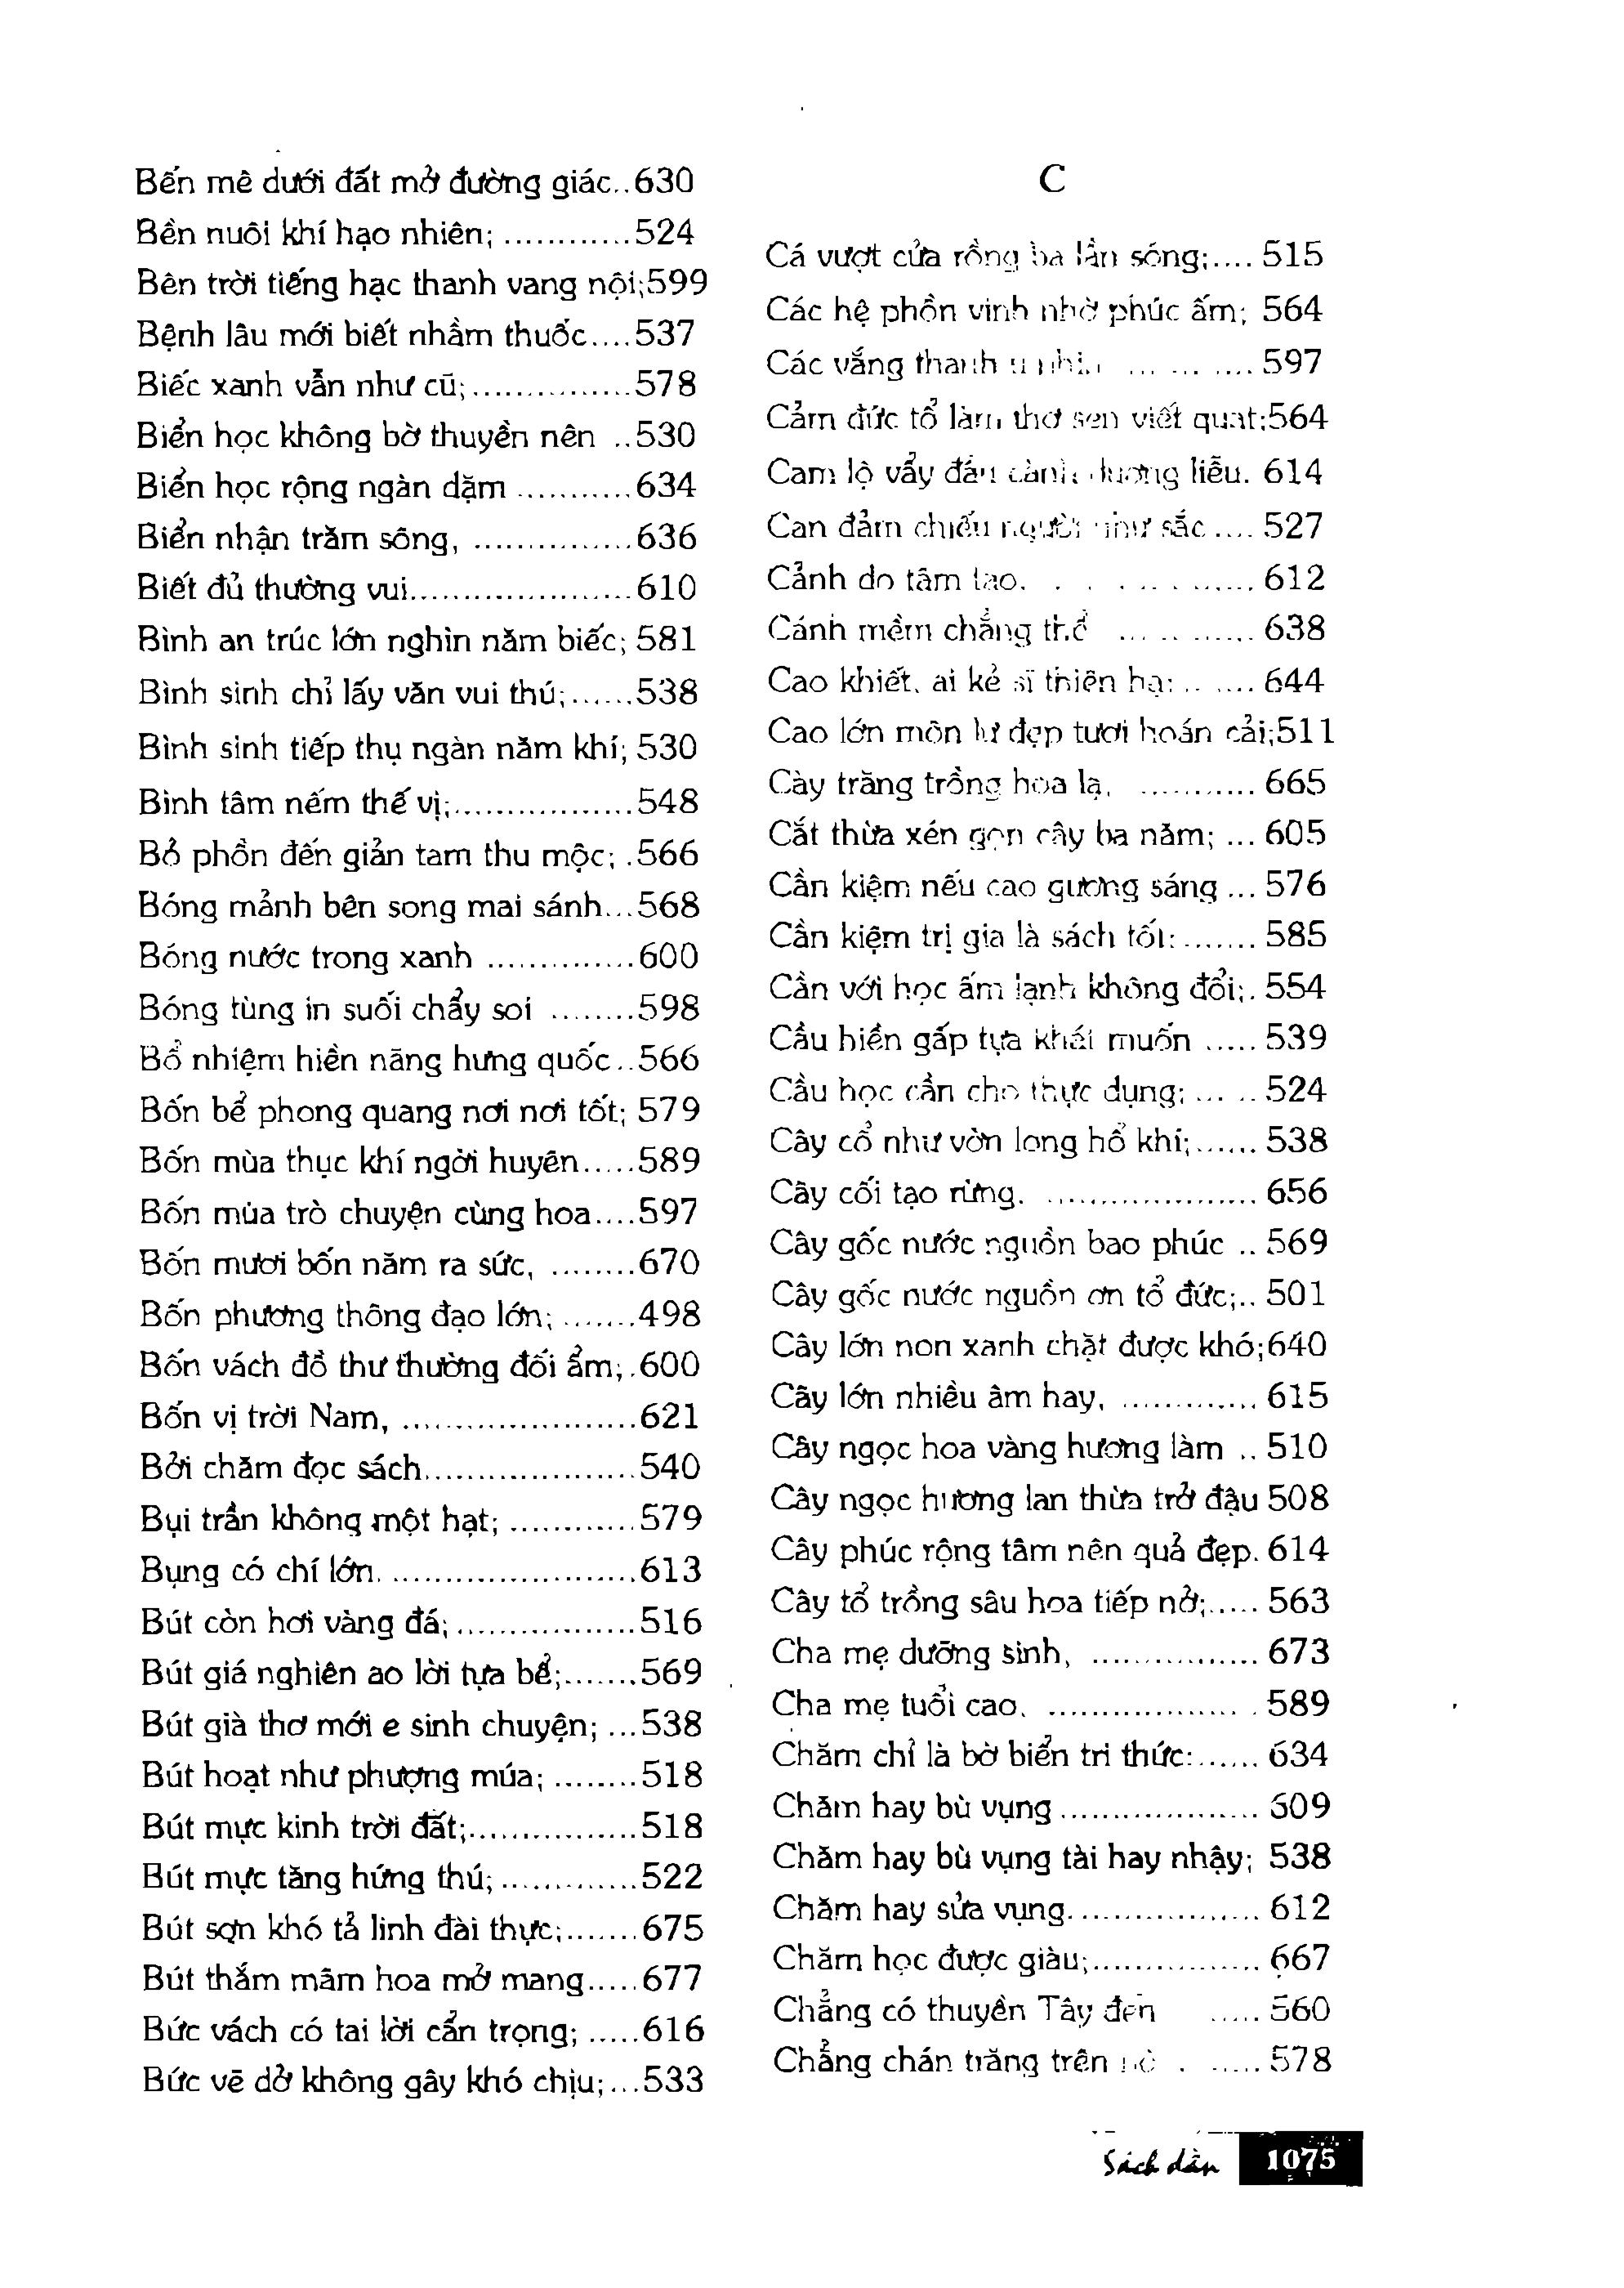 Bến mê dưới đất mở đường giác..630
Bền nuôi khí hạo nhiên; ............524
Bên trời tiếng hạc thanh vang nội;599
Bệnh lâu mới biết nhầm thuốc....537
Biếc xanh vẫn như cũ;...............578
Biển học không bờ thuyền nên ..530
Biển học rộng ngàn dặm ...........634
Biển nhận trăm sông, ...............636
Biết đủ thường vui.....................610
Bình an trúc lớn nghìn năm biếc; 581
Bình sinh chỉ lấy văn vui thú;......538
Bình sinh tiếp thụ ngàn năm khí; 530
Bình tâm nếm thế vị;.................548
Bỏ phồn đến giản tam thu mộc; .566
Bóng mảnh bên song mai sánh...568
Bóng nước trong xanh ..............600
Bóng tùng in suối chẩy soi ........598
Bổ nhiệm hiền năng hưng quốc..566
Bốn bể phong quang nơi nơi tốt; 579
Bốn mùa thục khí ngời huyên.....589
Bốn mùa trò chuyện cùng hoa....597
Bốn mươi bốn năm ra sức, ........670
Bốn phương thông đạo lớn; .......498
Bốn vách đồ thư thường đối ẩm;.600
Bốn vị trời Nam, ......................621
Bởi chăm đọc sách....................540
Bụi trần không một hạt; ............579
Bụng có chí lớn. .......................613
Bút còn hơi vàng đá; .................516
Bút giá nghiên ao lời tựa bể;.......569
Bút già thơ mới e sinh chuyện; ...538
Bút hoạt như phượng múa; ........518
Bút mực kinh trời đất;................518
Bút mực tăng hứng thú; .............522
Bút sợn khó tả linh đài thực;.......675
Bút thắm mâm hoa mở mang.....677
Bức vách có tai lời cẩn trọng; .....616
Bức vẽ dở không gây khó chịu;...533
C
Cá vượt cửa rồng ba lần sóng;.... 515
Các hệ phồn vinh nhờ phúc ấm; 564
Các vắng thanh ............ 597
Cảm đức tổ làm thơ sen viết quạt;564
Cam lộ vẩy đầu cành dương liễu. 614
Can đảm chiếu người như sắc .... 527
Cảnh do tâm tạo. ............ 612
Cánh mềm chẳng thể ............ 638
Cao khiết, ai kẻ sĩ thiên hạ; ...... 644
Cao lớn môn lư đẹp tươi hoán cải;511
Cày trăng trồng hoa lạ, ........... 665
Cắt thừa xén gọn cây ba năm; ... 605
Cần kiệm nếu cao gương sáng ... 576
Cần kiệm trị gia là sách tốt;....... 585
Cần với học ấm lạnh không đổi;. 554
Cầu hiền gấp tựa khát muốn ..... 539
Cầu học cần cho thực dụng; ..... 524
Cây cổ như vờn long hổ khí;...... 538
Cây cối tạo rừng. .................... 656
Cây gốc nước nguồn bao phúc .. 569
Cây gốc nước nguồn ơn tổ đức;.. 501
Cây lớn non xanh chặt được khó;640
Cây lớn nhiều âm hay, ............. 615
Cây ngọc hoa vàng hương làm .. 510
Cây ngọc hương lan thừa trở đậu 508
Cây phúc rộng tâm nên quả đẹp. 614
Cây tổ trồng sâu hoa tiếp nở;..... 563
Cha mẹ dưỡng sinh, ................ 673
Cha mẹ tuổi cao. .................... 589
Chăm chỉ là bờ biển tri thức:...... 634
Chăm hay bù vụng ................... 609
Chăm hay bù vụng tài hay nhậy; 538
Chăm hay sửa vụng.................. 612
Chăm học được giàu;................ 667
Chẳng có thuyền Tây đến ..... 560
Chẳng chán trăng trên ...... 578
Sách dẫn 1075